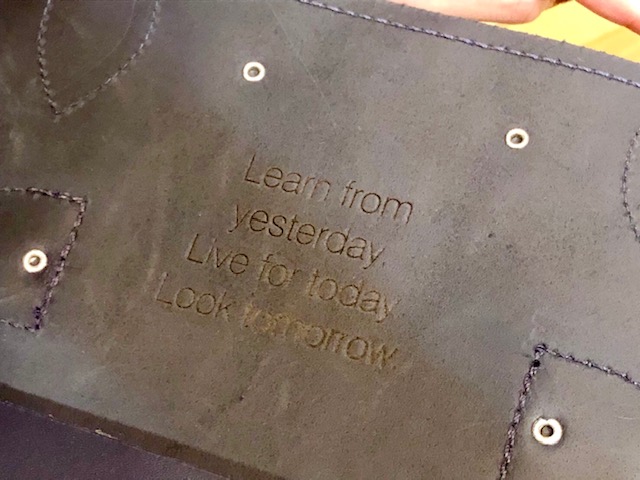 Learn from
yesterday.
Live for today.
Look tomorrow.